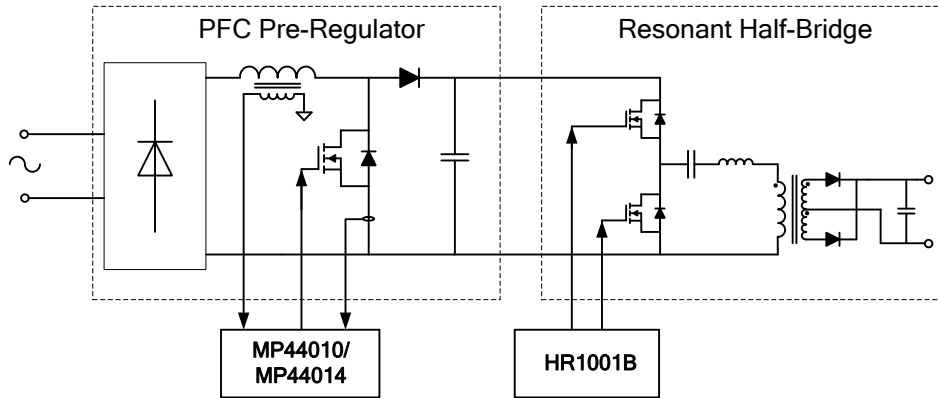 PFC Pre-Regulator
Resonant Half-Bridge
MP44010/
MP44014
HR1001B